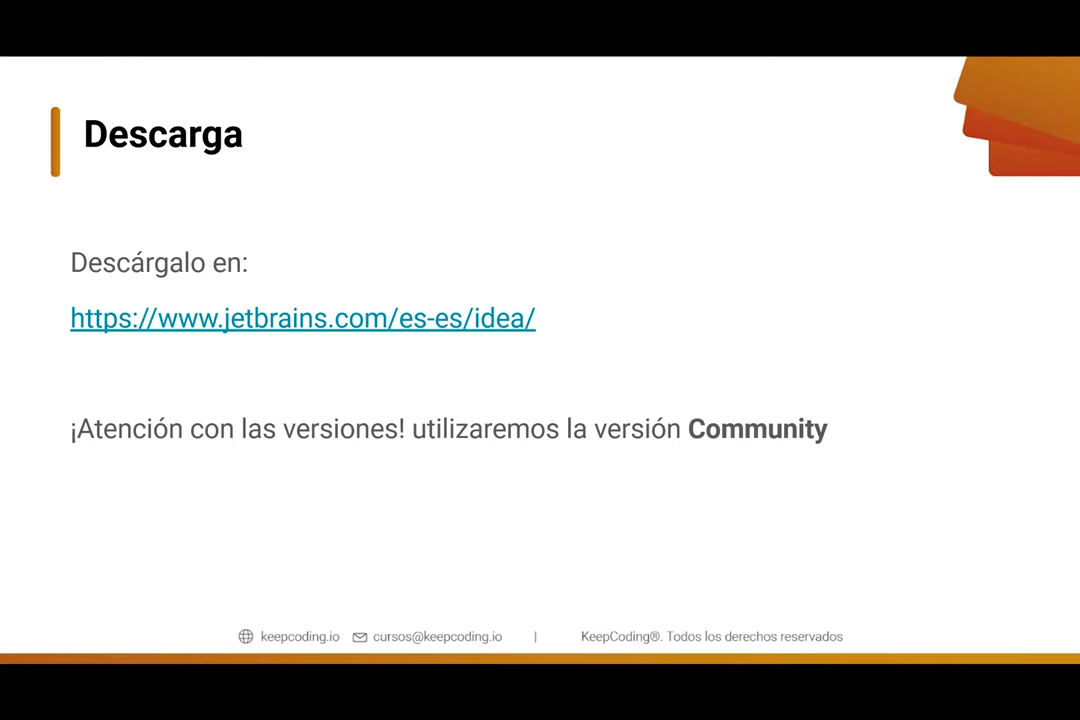 Descarga
Descárgalo en:
https://www.jetbrains.com/es-es/idea/
¡Atención con las versiones! utilizaremos la versión Community
keepcoding.io cursos@keepcoding.io | KeepCoding®. Todos los derechos reservados